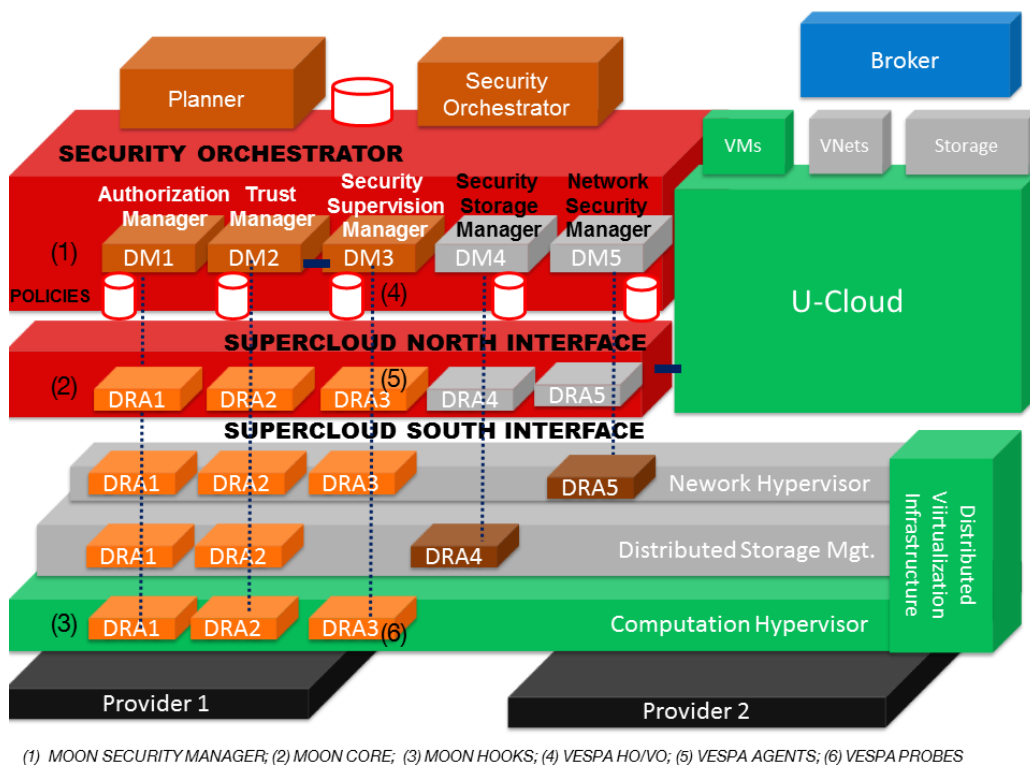 Planner
Security
Orchestrator
Broker
VMs
VNets
Storage
SECURITY ORCHESTRATOR
Authorization
Manager
Trust
Manager
Security
Supervision
Manager
Security
Storage
Manager
Network
Security
Manager
(1)
DM1
DM2
DM3
DM4
DM5
POLICIES
(4)
U-Cloud
SUPERCLOUD NORTH INTERFACE
(2)
DRA1
DRA2
DRA3
(5)
DRA4
DRA5
SUPERCLOUD SOUTH INTERFACE
DRA1
DRA2
DRA3
DRA5
Nework Hypervisor
DRA1
DRA2
DRA4
Distributed Storage Mgt.
Distributed
Viirtualization
Infrastructure
(3)
DRA1
DRA2
DRA3
(6)
Computation Hypervisor
Provider 1
Provider 2
(1) MOON SECURITY MANAGER; (2) MOON CORE; (3) MOON HOOKS; (4) VESPA HO/VO; (5) VESPA AGENTS; (6) VESPA PROBES